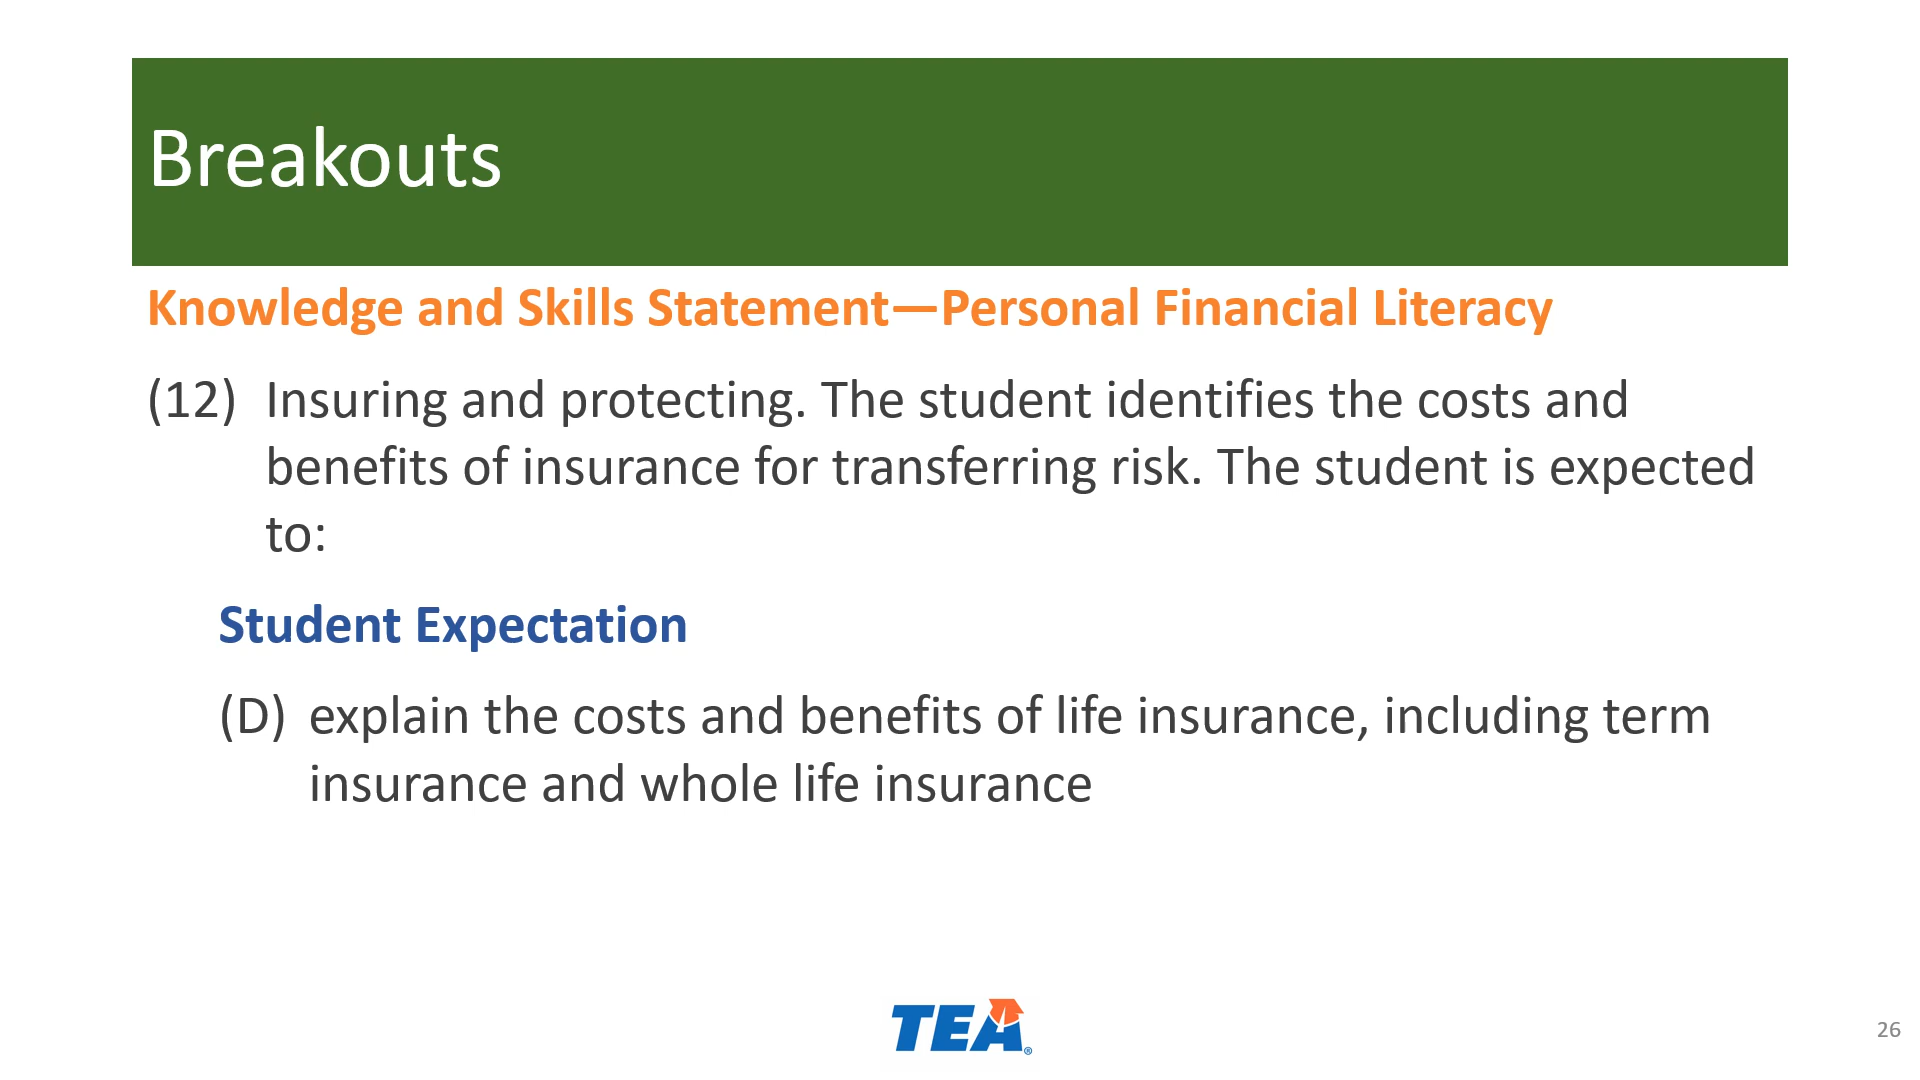 Breakouts
Knowledge and Skills Statement—Personal Financial Literacy
(12) Insuring and protecting. The student identifies the costs and
benefits of insurance for transferring risk. The student is expected
to:
Student Expectation
(D) explain the costs and benefits of life insurance, including term
insurance and whole life insurance
TEA®
26